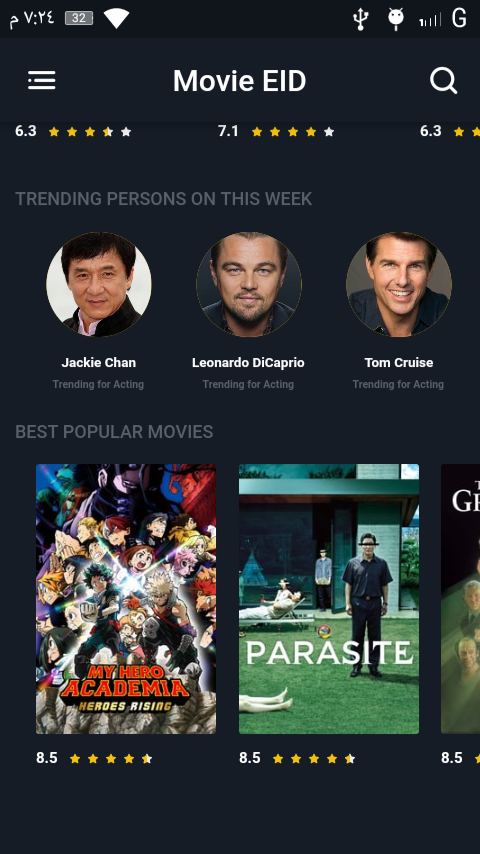 م ٧:٢٤ 32 G
Movie EID
6.3 7.1 6.3
TRENDING PERSONS ON THIS WEEK
Jackie Chan Leonardo DiCaprio Tom Cruise
Trending for Acting Trending for Acting Trending for Acting
BEST POPULAR MOVIES
MY HERO
ACADEMIA
HEROES RISING
PARASITE
8.5 8.5 8.5